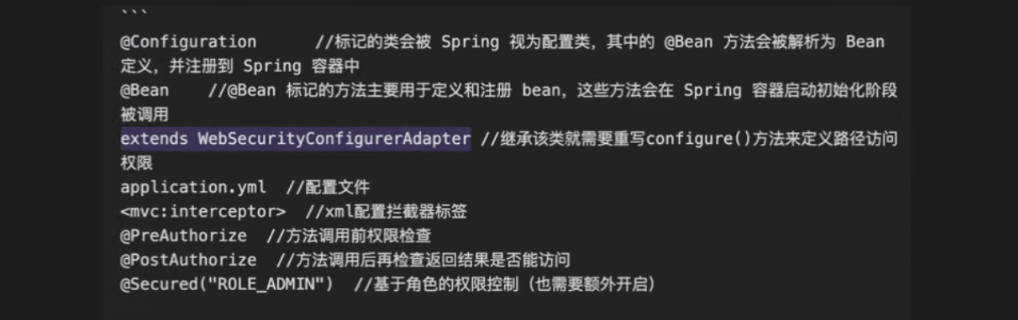 ```
@Configuration      //标记的类会被 Spring 视为配置类，其中的 @Bean 方法会被解析为 Bean
定义，并注册到 Spring 容器中
@Bean    //@Bean 标记的方法主要用于定义和注册 bean，这些方法会在 Spring 容器启动初始化阶段
被调用
extends WebSecurityConfigurerAdapter //继承该类就需要重写configure()方法来定义路径访问
权限
application.yml  //配置文件
<mvc:interceptor>  //xml配置拦截器标签
@PreAuthorize  //方法调用前权限检查
@PostAuthorize  //方法调用后再检查返回结果是否能访问
@Secured("ROLE_ADMIN")  //基于角色的权限控制（也需要额外开启）